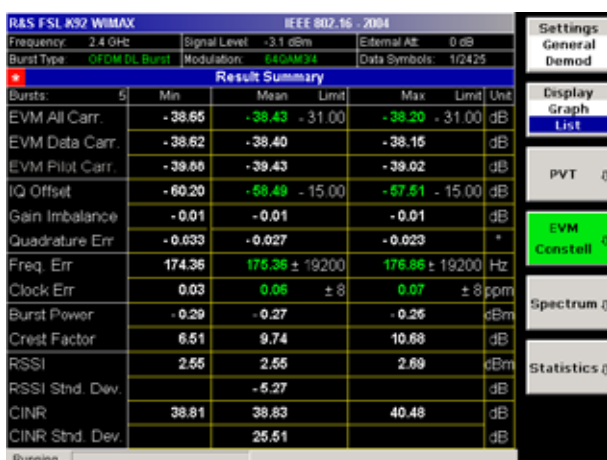 R&S FSL-K92 WIMAX IEEE 802.16 - 2004
Frequency: 2.4 GHz Signal Level: -3.1 dBm External Att: 0 dB
Burst Type: OFDM DL Burst Modulation: 64QAM3/4 Data Symbols: 1/2425
Result Summary
Bursts: 5 Min Mean Limit Max Limit Unit
EVM All Carr. - 38.65 - 38.43 - 31.00 - 38.20 - 31.00 dB
EVM Data Carr. - 38.62 - 38.40 - 38.15 dB
EVM Pilot Carr. - 39.88 - 39.43 - 39.02 dB
IQ Offset - 60.20 - 58.49 - 15.00 - 57.51 - 15.00 dB
Gain Imbalance - 0.01 - 0.01 - 0.01 dB
Quadrature Err - 0.033 - 0.027 - 0.023 °
Freq. Err 174.36 175.36 ± 19200 176.86 ± 19200 Hz
Clock Err 0.03 0.06 ± 8 0.07 ± 8 ppm
Burst Power - 0.29 - 0.27 - 0.26 dBm
Crest Factor 6.51 9.74 10.68 dB
RSSI 2.55 2.55 2.69 dBm
RSSI Stnd. Dev. - 5.27 dB
CINR 38.81 38.83 40.48 dB
CINR Stnd. Dev. 25.51 dB
Running
Settings
General
Demod
Display
Graph
List
PVT
EVM
Constell
Spectrum
Statistics